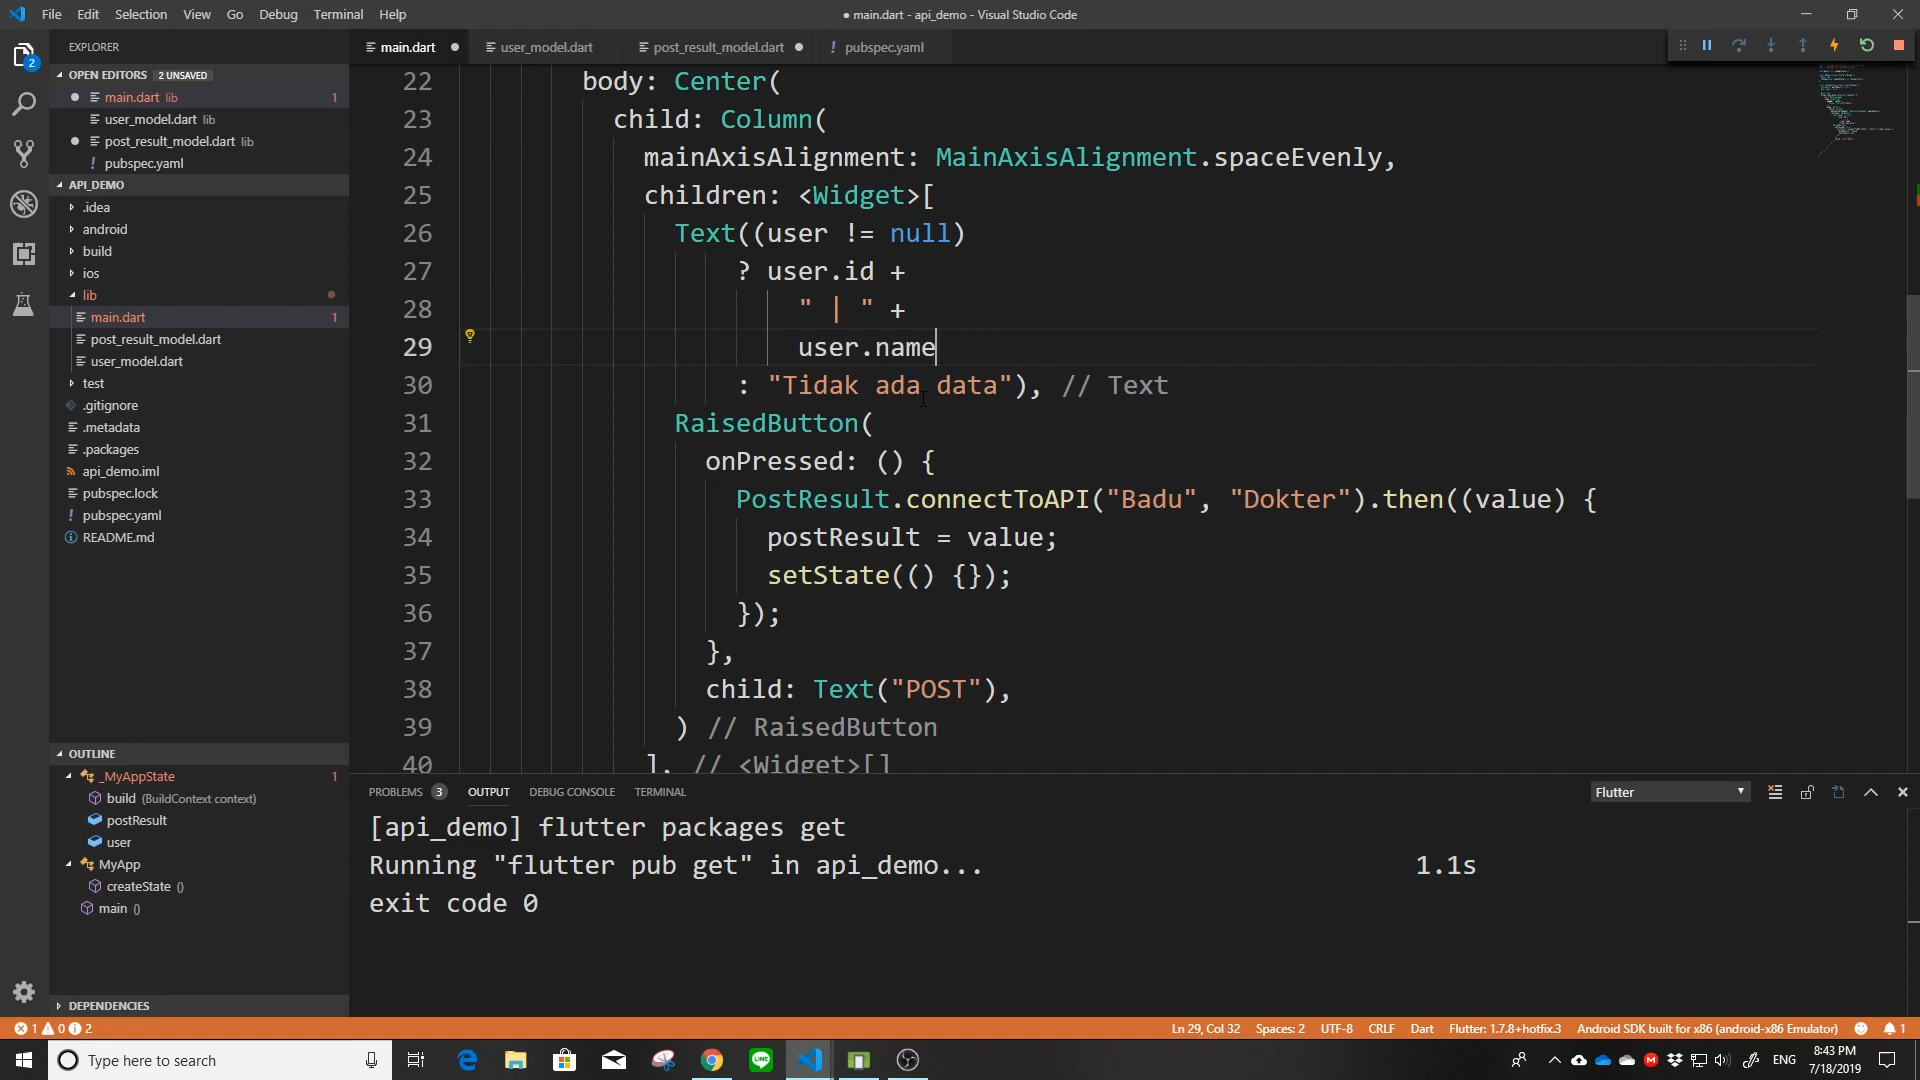 File Edit Selection View Go Debug Terminal Help
● main.dart - api_demo - Visual Studio Code
EXPLORER
OPEN EDITORS 2 UNSAVED
main.dart lib 1
user_model.dart lib
post_result_model.dart lib
! pubspec.yaml
API_DEMO
.idea
android
build
ios
lib
main.dart 1
post_result_model.dart
user_model.dart
test
.gitignore
.metadata
.packages
api_demo.iml
pubspec.lock
! pubspec.yaml
README.md
OUTLINE
_MyAppState 1
build (BuildContext context)
postResult
user
MyApp
createState ()
main ()
DEPENDENCIES
2
main.dart ● user_model.dart post_result_model.dart ● ! pubspec.yaml
22 body: Center(
23 child: Column(
24 mainAxisAlignment: MainAxisAlignment.spaceEvenly,
25 children: <Widget>[
26 Text((user != null)
27 ? user.id +
28 " | " +
29 user.name
30 : "Tidak ada data"), // Text
31 RaisedButton(
32 onPressed: () {
33 PostResult.connectToAPI("Badu", "Dokter").then((value) {
34 postResult = value;
35 setState(() {});
36 });
37 },
38 child: Text("POST"),
39 ) // RaisedButton
40 ], // <Widget>[]
PROBLEMS 3 OUTPUT DEBUG CONSOLE TERMINAL
Flutter
[api_demo] flutter packages get
Running "flutter pub get" in api_demo... 1.1s
exit code 0
1 0 2
Ln 29, Col 32 Spaces: 2 UTF-8 CRLF Dart Flutter: 1.7.8+hotfix.3 Android SDK built for x86 (android-x86 Emulator) 1
Type here to search
LINE
ENG
8:43 PM
7/18/2019